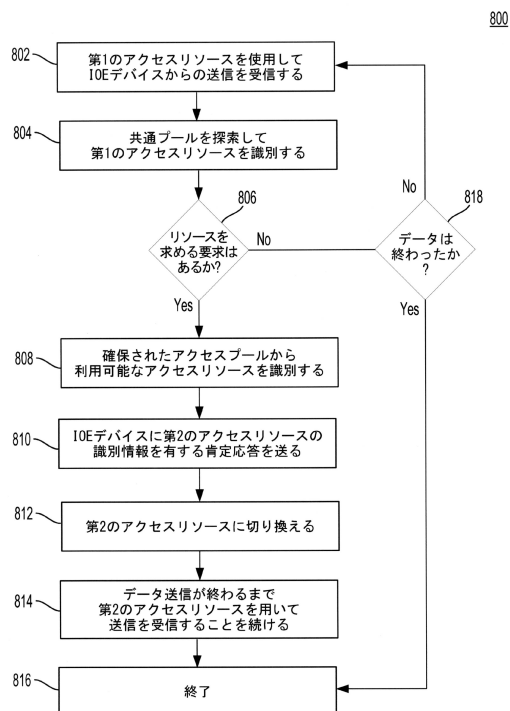 800
802
第1のアクセスリソースを使用して
IOEデバイスからの送信を受信する
804
共通プールを探索して
第1のアクセスリソースを識別する
806
リソースを
求める要求は
あるか?
No
Yes
818
データは
終わったか
?
No
Yes
808
確保されたアクセスプールから
利用可能なアクセスリソースを識別する
810
IOEデバイスに第2のアクセスリソースの
識別情報を有する肯定応答を送る
812
第2のアクセスリソースに切り換える
814
データ送信が終わるまで
第2のアクセスリソースを用いて
送信を受信することを続ける
816
終了